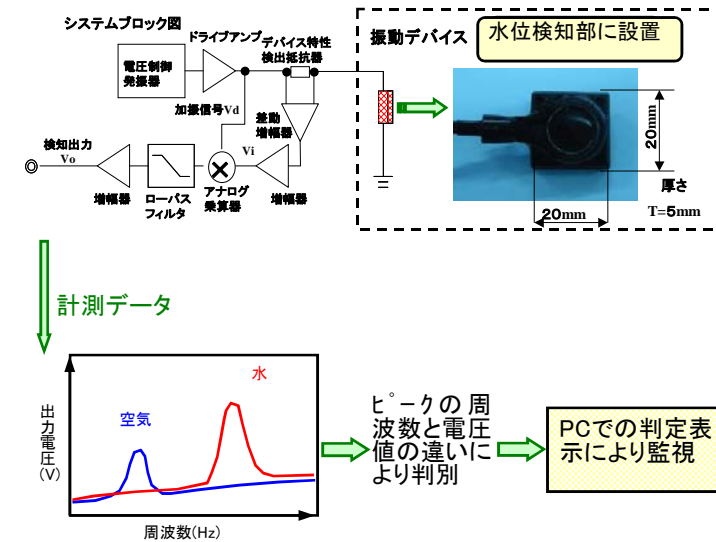 システムブロック図
ドライブアンプ
デバイス特性
検出抵抗器
電圧制御
発振器
加振信号Vd
差動
増幅器
検知出力
Vo
Vi
増幅器
ローパス
フィルタ
アナログ
乗算器
増幅器
振動デバイス
水位検知部に設置
20mm
20mm
厚さ
T=5mm
計測データ
出力電圧(V)
空気
水
周波数(Hz)
ピークの周
波数と電圧
値の違いに
より判別
PCでの判定表
示により監視